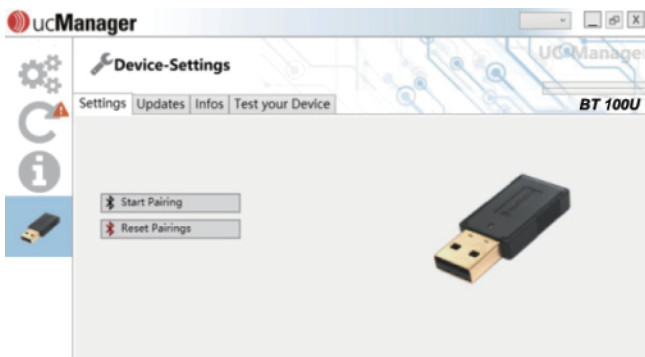 ucManager
UC Manager
Device-Settings
Settings Updates Infos Test your Device
BT 100U
Start Pairing
Reset Pairings